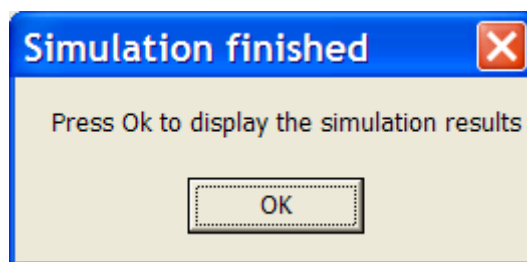 Simulation finished
Press Ok to display the simulation results
OK